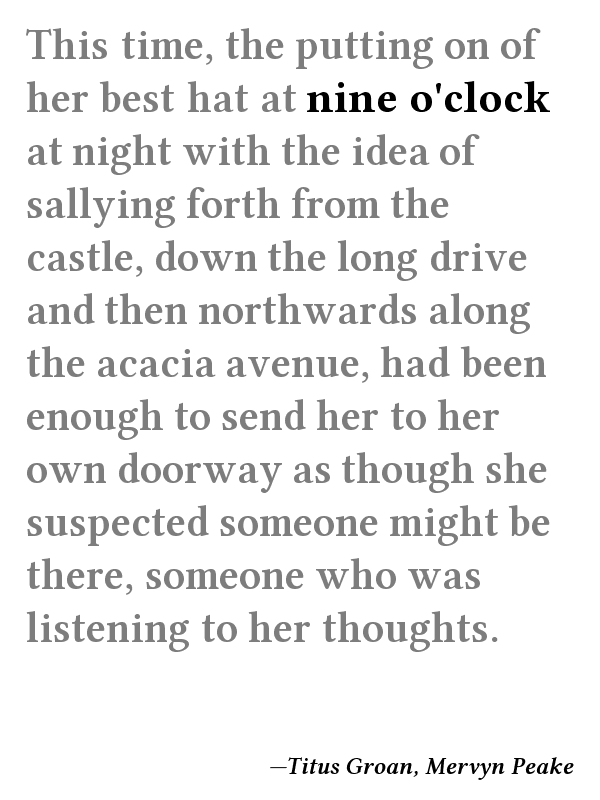 This time, the putting on of
her best hat at nine o'clock
at night with the idea of
sallying forth from the
castle, down the long drive
and then northwards along
the acacia avenue, had been
enough to send her to her
own doorway as though she
suspected someone might be
there, someone who was
listening to her thoughts.
—Titus Groan, Mervyn Peake